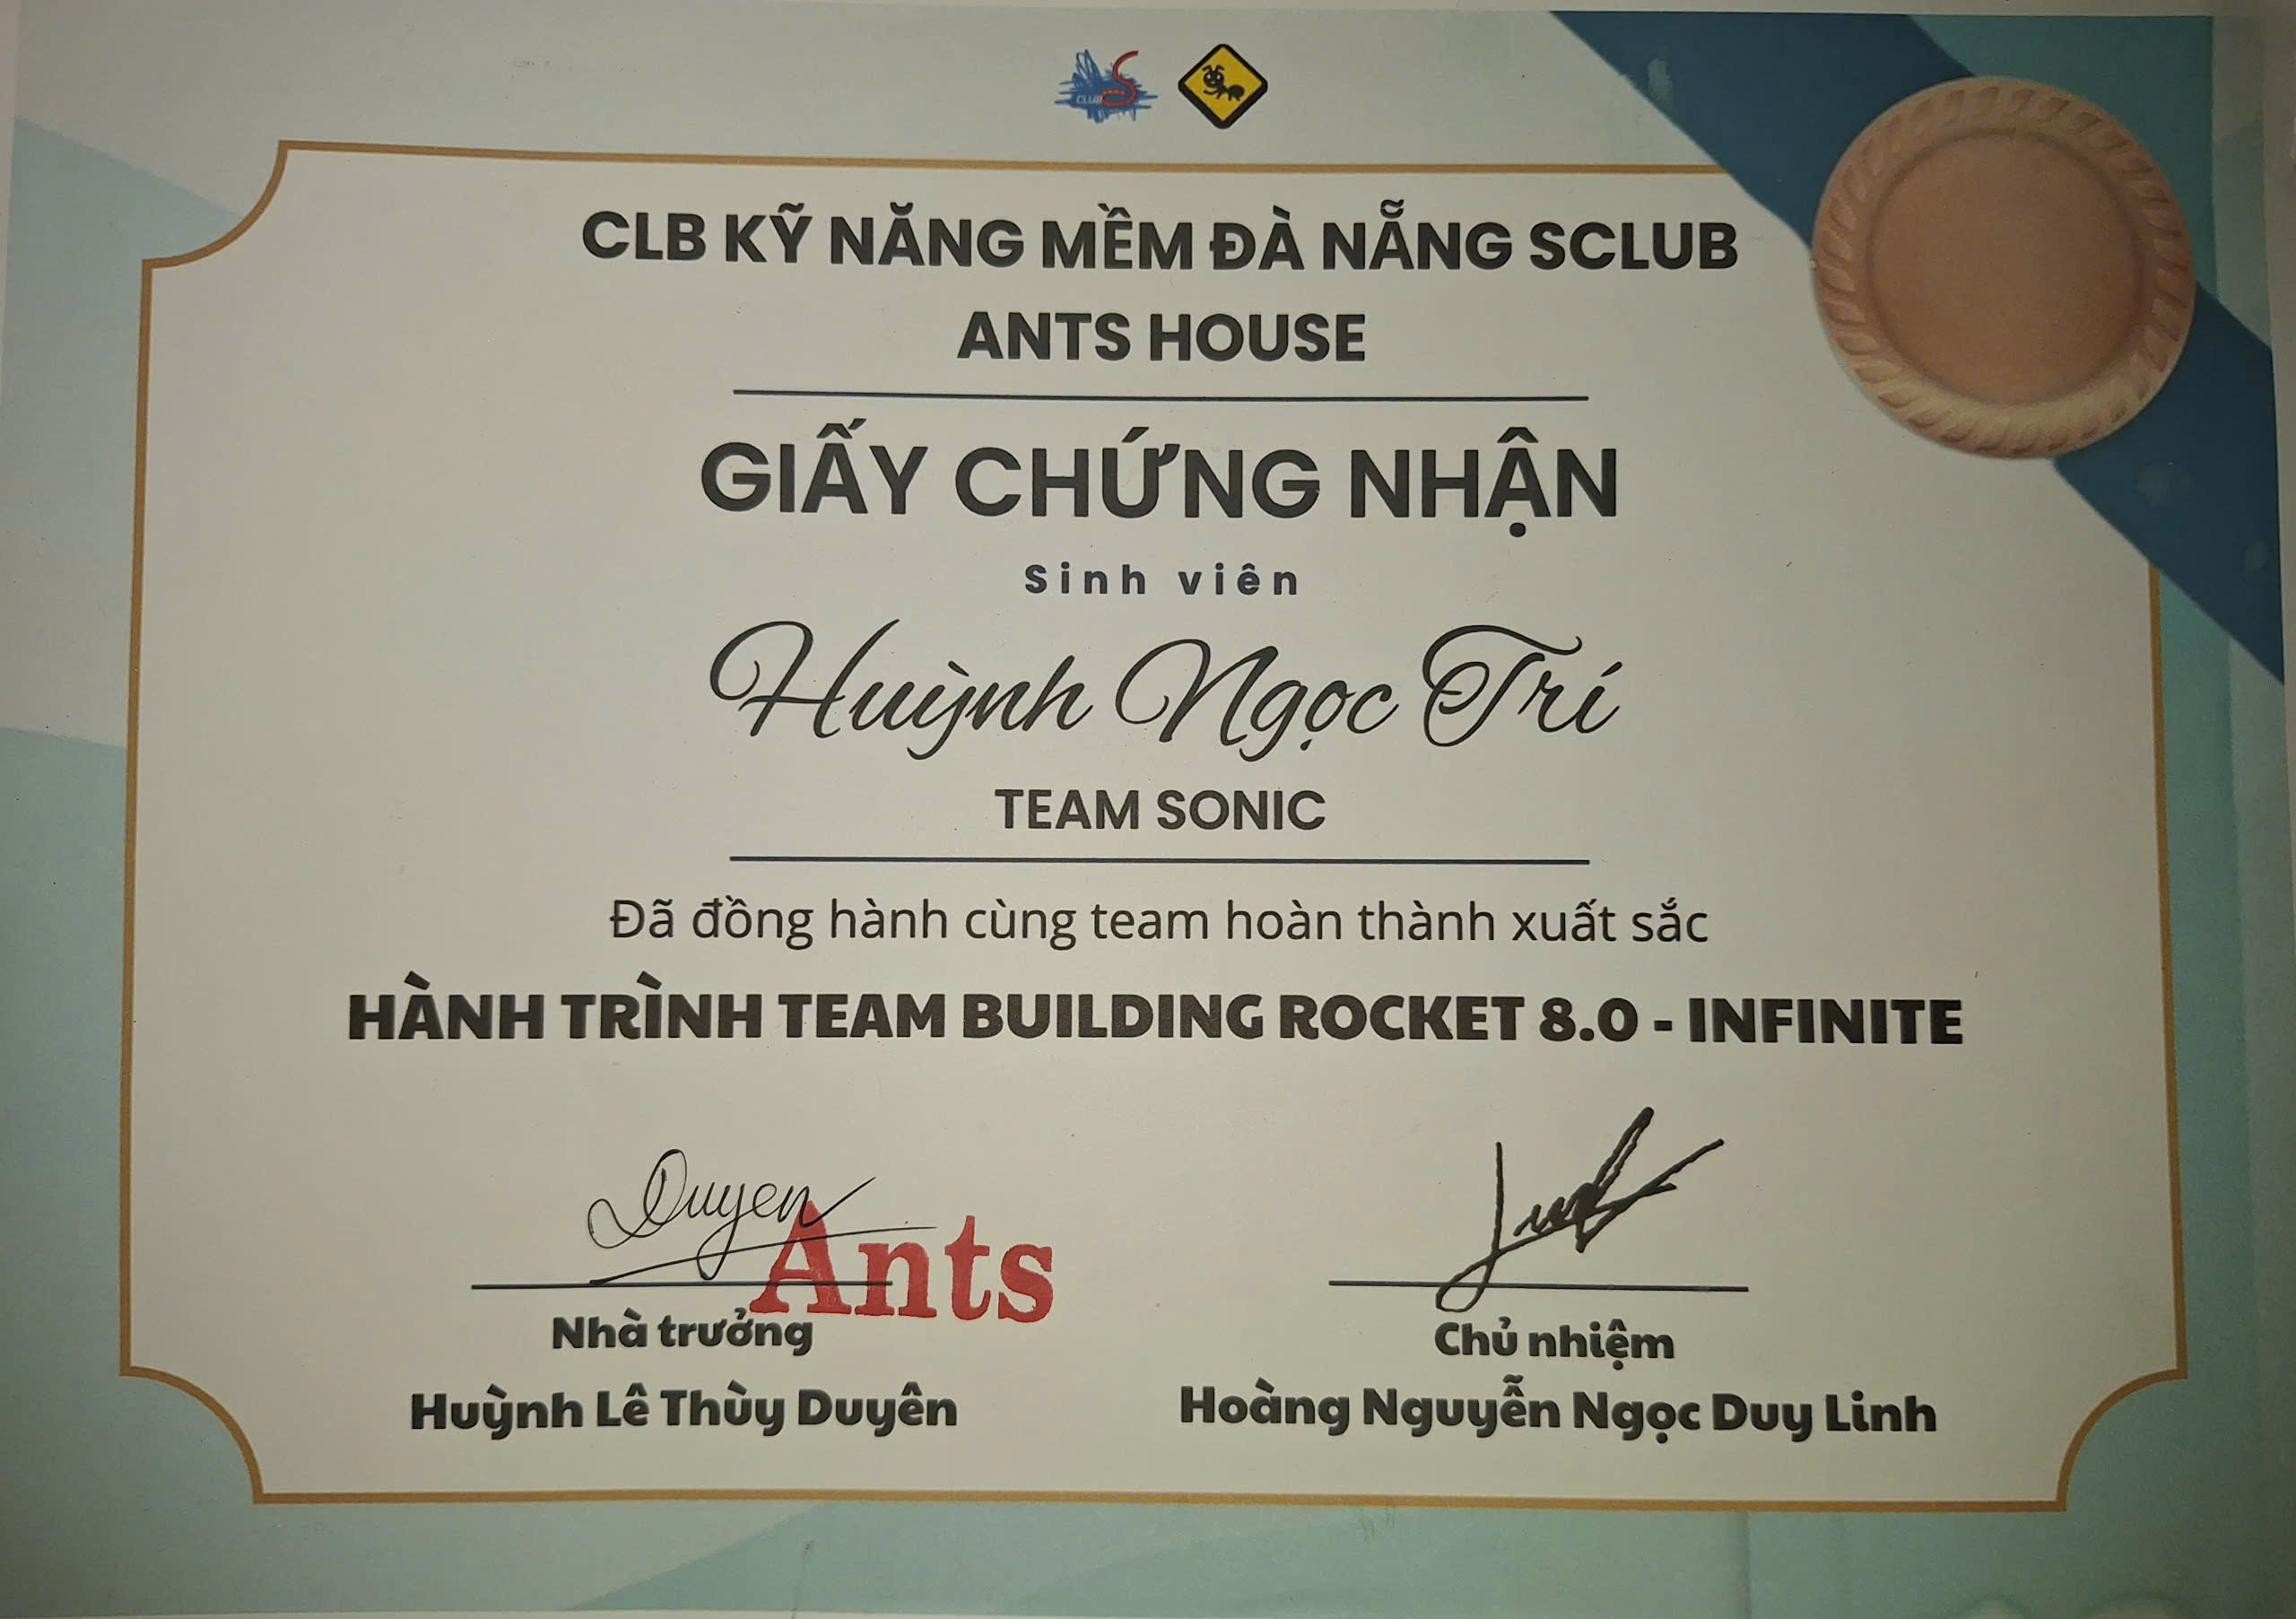 CLUB S
CLB KỸ NĂNG MỀM ĐÀ NẴNG SCLUB
ANTS HOUSE
GIẤY CHỨNG NHẬN
Sinh viên
Huỳnh Ngọc Trí
TEAM SONIC
Đã đồng hành cùng team hoàn thành xuất sắc
HÀNH TRÌNH TEAM BUILDING ROCKET 8.0 - INFINITE
Duyen
Ants
Nhà trưởng
Huỳnh Lê Thùy Duyên
Chủ nhiệm
Hoàng Nguyễn Ngọc Duy Linh